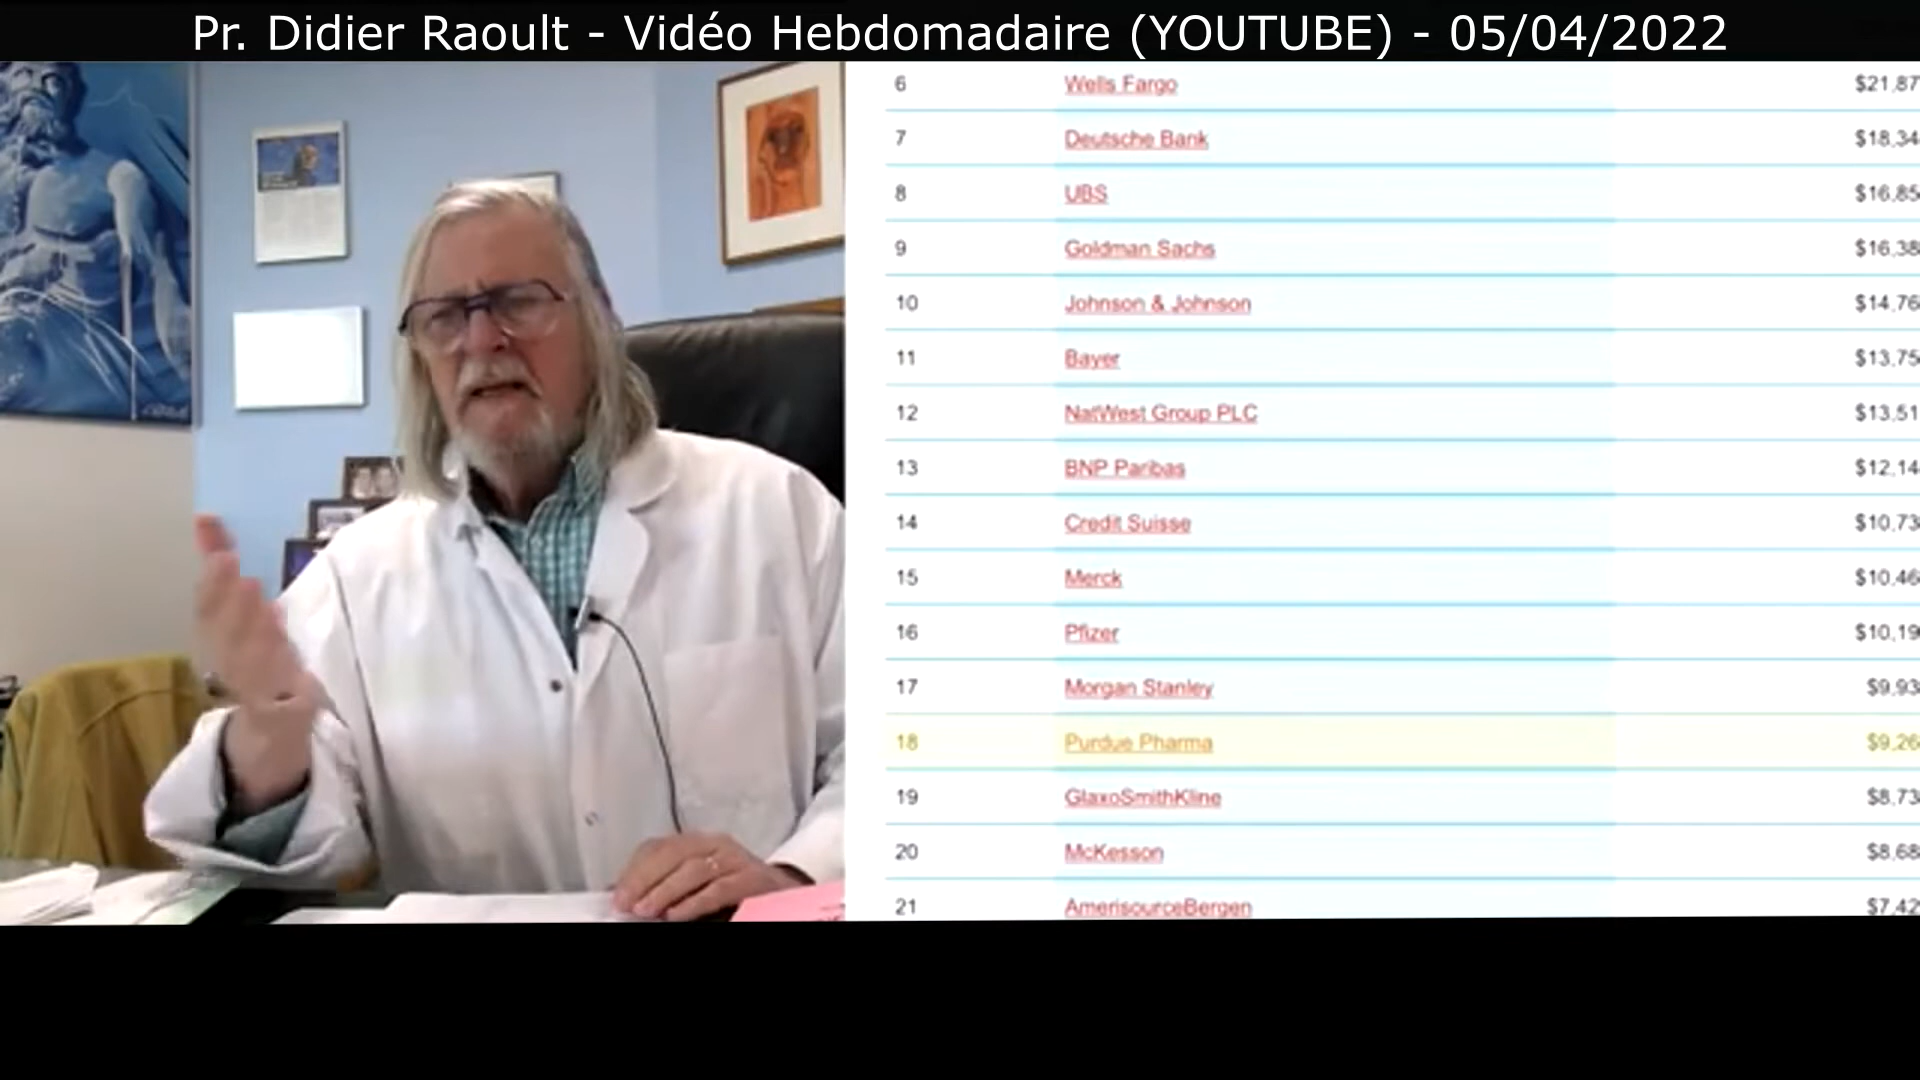 Pr. Didier Raoult - Vidéo Hebdomadaire (YOUTUBE) - 05/04/2022
6 Wells Fargo $21,87
7 Deutsche Bank $18,34
8 UBS $16,85
9 Goldman Sachs $16,38
10 Johnson & Johnson $14,76
11 Bayer $13,75
12 NatWest Group PLC $13,51
13 BNP Paribas $12,14
14 Credit Suisse $10,73
15 Merck $10,46
16 Pfizer $10,19
17 Morgan Stanley $9,93
18 Purdue Pharma $9,26
19 GlaxoSmithKline $8,73
20 McKesson $8,68
21 AmerisourceBergen $7,42